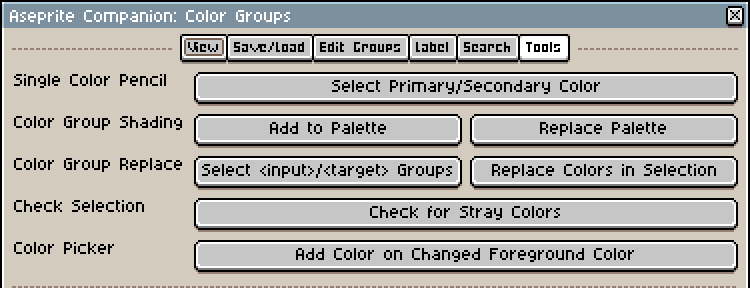 Aseprite Companion: Color Groups
View Save/Load Edit Groups Label Search Tools
Single Color Pencil Select Primary/Secondary Color
Color Group Shading Add to Palette Replace Palette
Color Group Replace Select <input>/<target> Groups Replace Colors in Selection
Check Selection Check for Stray Colors
Color Picker Add Color on Changed Foreground Color